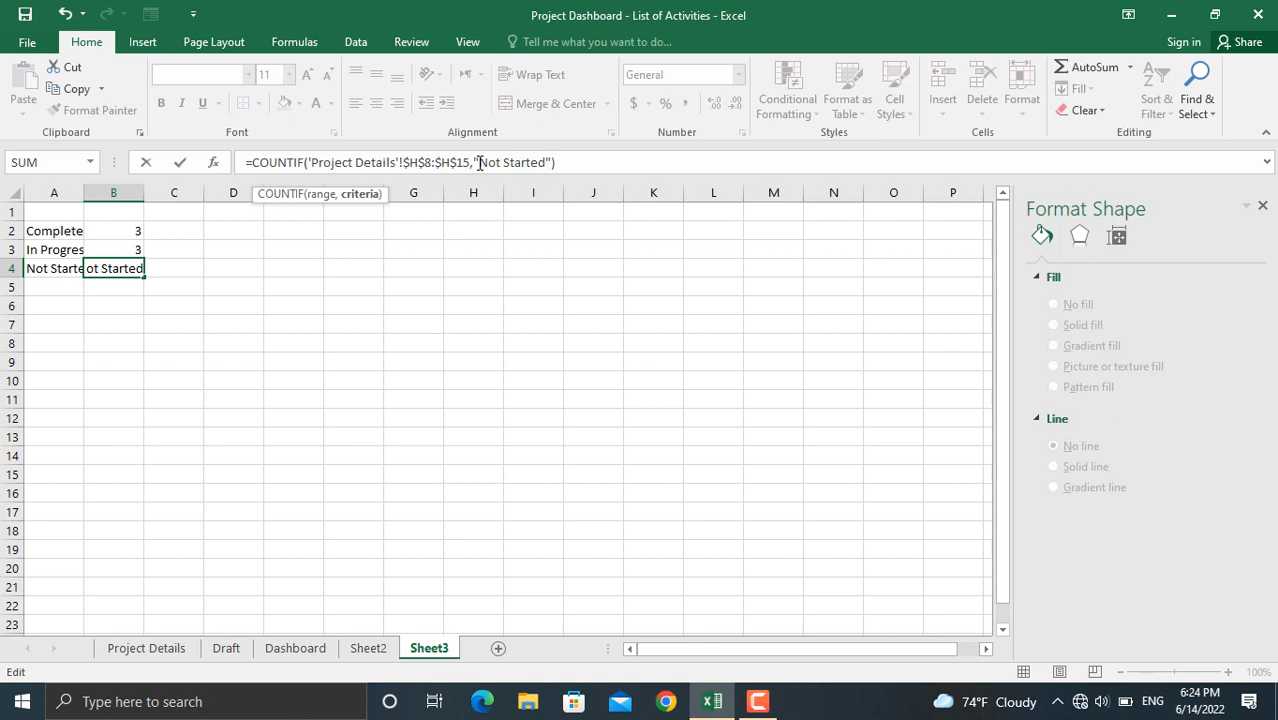 Project Dashboard - List of Activities - Excel
File Home Insert Page Layout Formulas Data Review View Tell me what you want to do... Sign in Share
Paste Cut Copy Format Painter Clipboard
11 B I U A A A Font
Wrap Text Merge & Center Alignment
General $ % , Number
Conditional Formatting Format as Table Cell Styles Styles
Insert Delete Format Cells
AutoSum Fill Clear Sort & Filter Find & Select Editing
SUM fx =COUNTIF('Project Details'!$H$8:$H$15,"Not Started")
COUNTIF(range, criteria)
A B C D G H I J K L M N O P
1
2 Complete 3
3 In Progres 3
4 Not Starte ot Started
5
6
7
8
9
10
11
12
13
14
15
16
17
18
19
20
21
22
23
Format Shape
Fill
No fill
Solid fill
Gradient fill
Picture or texture fill
Pattern fill
Line
No line
Solid line
Gradient line
Project Details Draft Dashboard Sheet2 Sheet3
Edit 100%
Type here to search 74°F Cloudy ENG 6:24 PM
6/14/2022